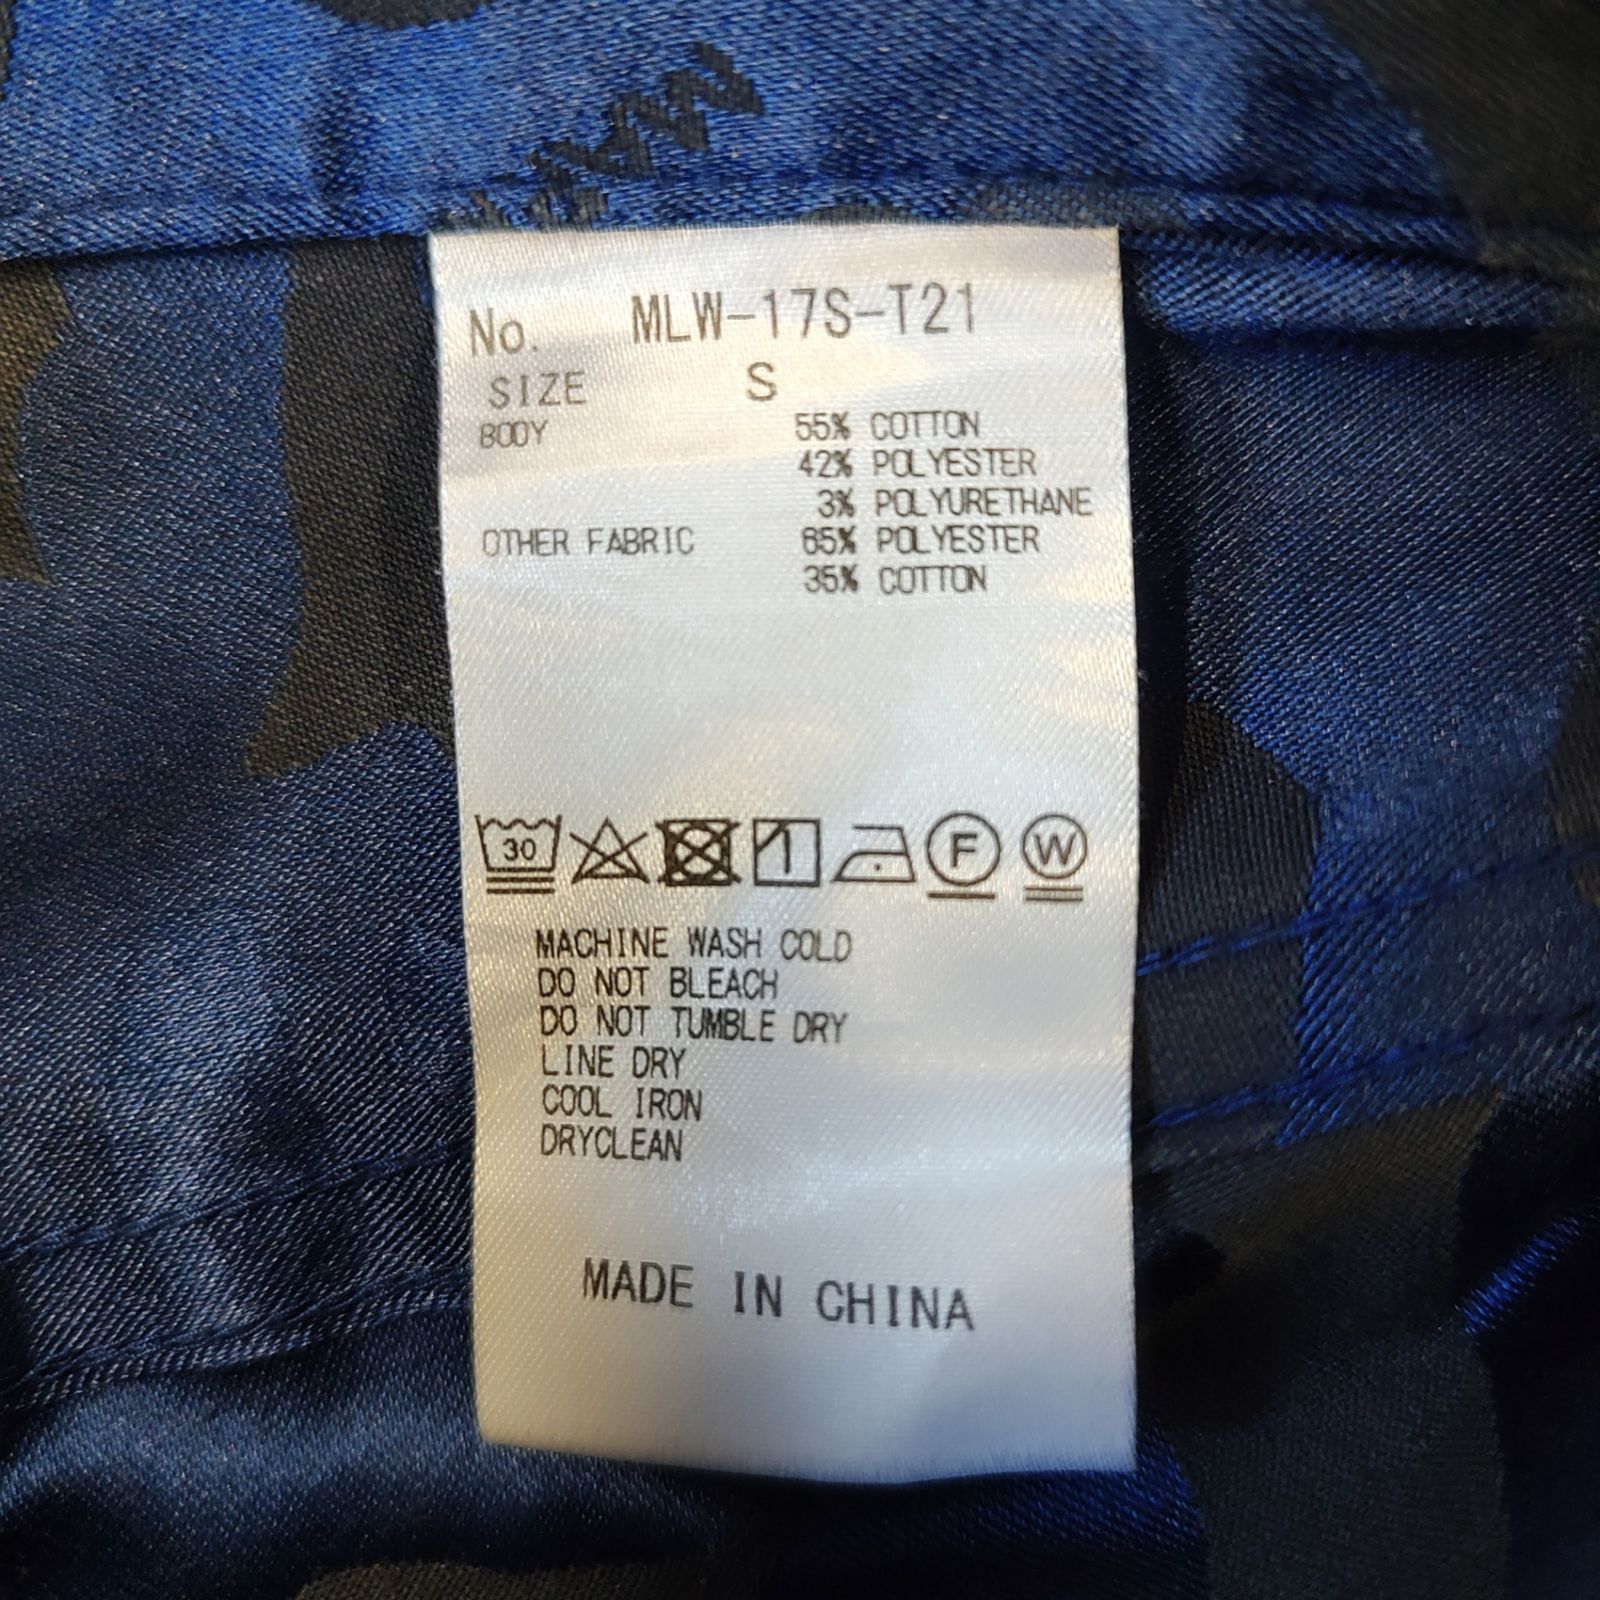 No. MLW-17S-T21
SIZE S
BODY 55% COTTON
42% POLYESTER
3% POLYURETHANE
OTHER FABRIC 65% POLYESTER
35% COTTON
30 F W
MACHINE WASH COLD
DO NOT BLEACH
DO NOT TUMBLE DRY
LINE DRY
COOL IRON
DRYCLEAN
MADE IN CHINA